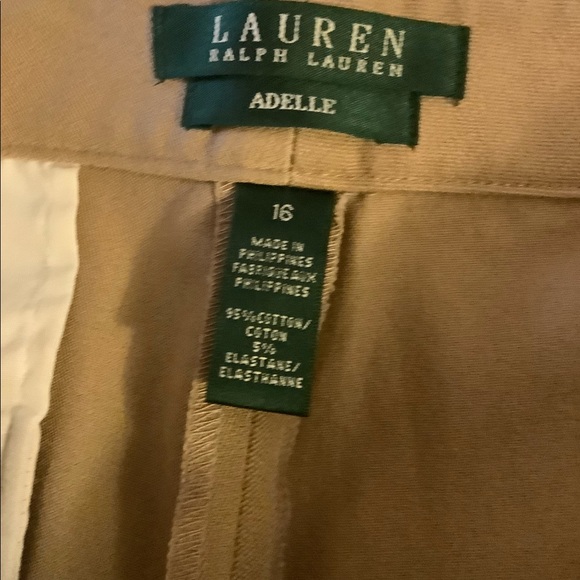 LAUREN
RALPH LAUREN
ADELLE
16
MADE IN
PHILIPPINES
FABRIQUE AUX
PHILIPPINES
95% COTTON/
COTON
5%
ELASTANE/
ELASTHANNE